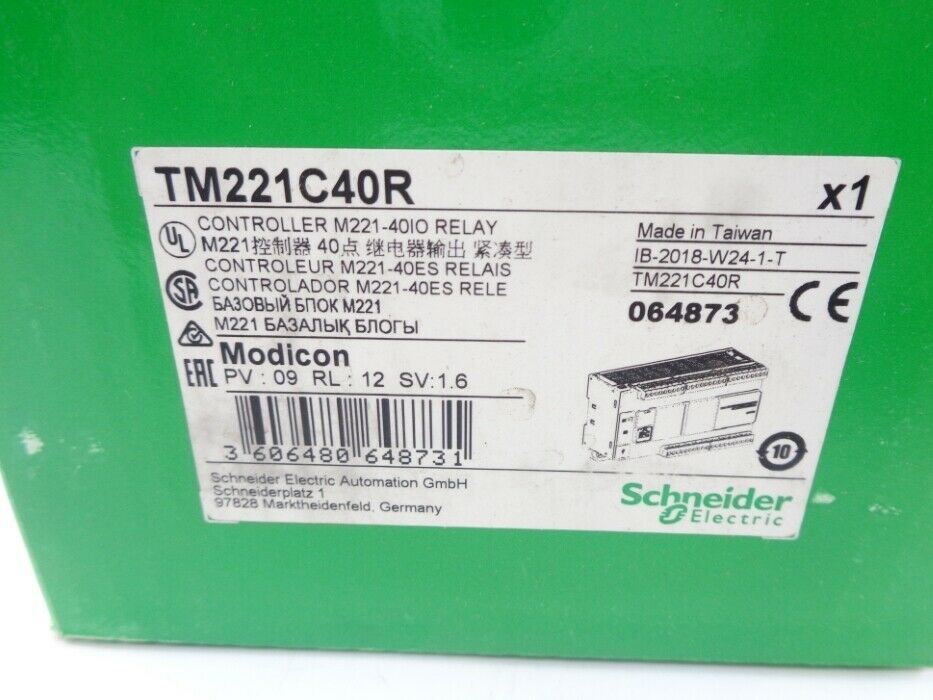 TM221C40R
x1
CONTROLLER M221-40IO RELAY
M221控制器 40点 继电器输出 紧凑型
CONTROLEUR M221-40ES RELAIS
CONTROLADOR M221-40ES RELE
БАЗОВЫЙ БПОК M221
M221 БАЗАЛЫҚ БЛОГЫ
UL
SA
EAC
Made in Taiwan
IB-2018-W24-1-T
TM221C40R
064873
CE
Modicon
PV : 09 RL : 12 SV:1.6
3 606480 648731
10
Schneider Electric Automation GmbH
Schneiderplatz 1
97828 Marktheidenfeld, Germany
Schneider
Electric